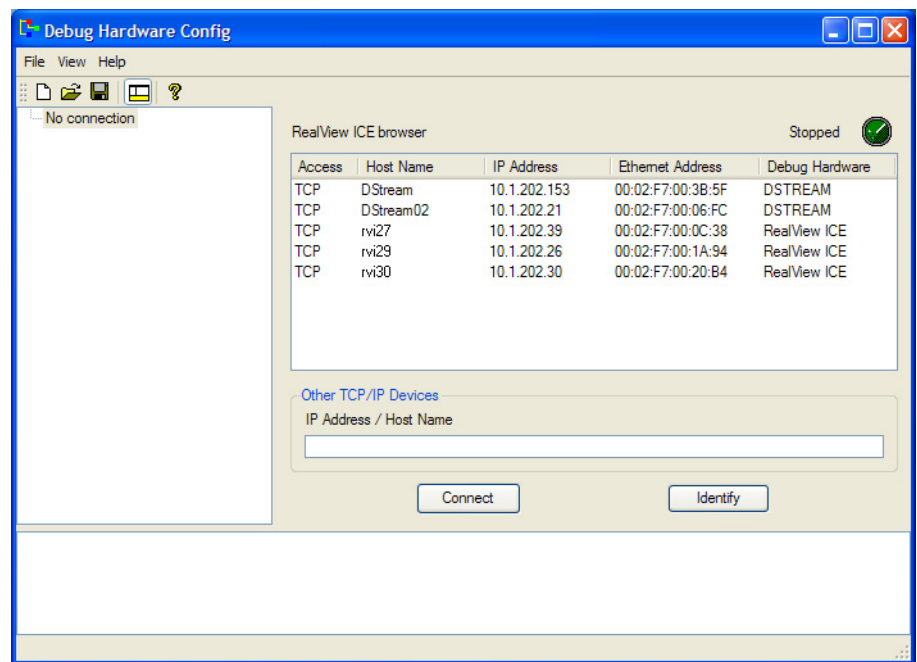 Debug Hardware Config
File View Help
No connection
RealView ICE browser Stopped
Access Host Name IP Address Ethernet Address Debug Hardware
TCP DStream 10.1.202.153 00:02:F7:00:3B:5F DSTREAM
TCP DStream02 10.1.202.21 00:02:F7:00:06:FC DSTREAM
TCP rvi27 10.1.202.39 00:02:F7:00:0C:38 RealView ICE
TCP rvi29 10.1.202.26 00:02:F7:00:1A:94 RealView ICE
TCP rvi30 10.1.202.30 00:02:F7:00:20:B4 RealView ICE
Other TCP/IP Devices
IP Address / Host Name
Connect Identify